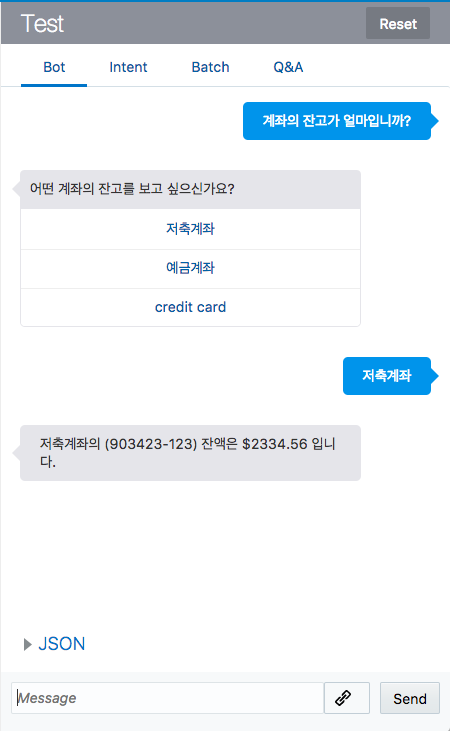 Test
Reset
Bot
Intent
Batch
Q&A
계좌의 잔고가 얼마입니까?
어떤 계좌의 잔고를 보고 싶으신가요?
저축계좌
예금계좌
credit card
저축계좌
저축계좌의 (903423-123) 잔액은 $2334.56 입니
다.
JSON
Message
Send